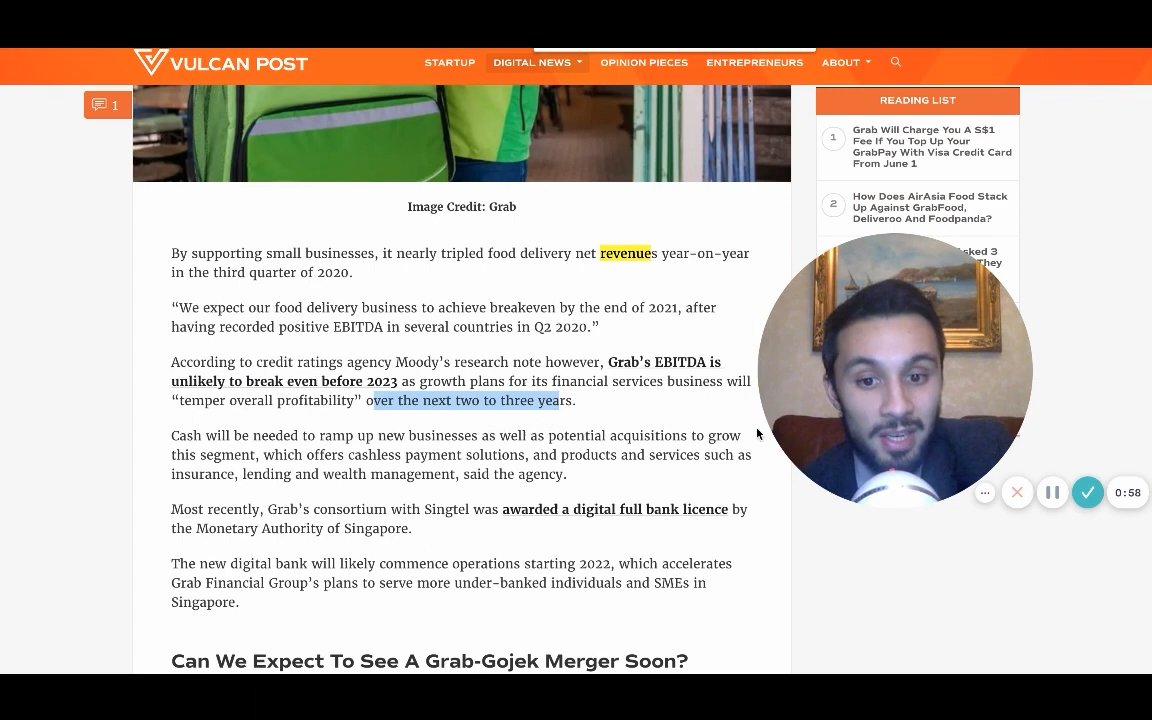 VULCAN POST
STARTUP
DIGITAL NEWS
OPINION PIECES
ENTREPRENEURS
ABOUT
1
READING LIST
1
Grab Will Charge You A S$1
Fee If You Top Up Your
GrabPay With Visa Credit Card
From June 1
2
How Does AirAsia Food Stack
Up Against GrabFood,
Deliveroo And Foodpanda?
sked 3
They
Image Credit: Grab
By supporting small businesses, it nearly tripled food delivery net revenues year-on-year
in the third quarter of 2020.
“We expect our food delivery business to achieve breakeven by the end of 2021, after
having recorded positive EBITDA in several countries in Q2 2020.”
According to credit ratings agency Moody’s research note however, Grab’s EBITDA is
unlikely to break even before 2023 as growth plans for its financial services business will
“temper overall profitability” over the next two to three years.
Cash will be needed to ramp up new businesses as well as potential acquisitions to grow
this segment, which offers cashless payment solutions, and products and services such as
insurance, lending and wealth management, said the agency.
Most recently, Grab’s consortium with Singtel was awarded a digital full bank licence by
the Monetary Authority of Singapore.
The new digital bank will likely commence operations starting 2022, which accelerates
Grab Financial Group’s plans to serve more under-banked individuals and SMEs in
Singapore.
Can We Expect To See A Grab-Gojek Merger Soon?
0:58